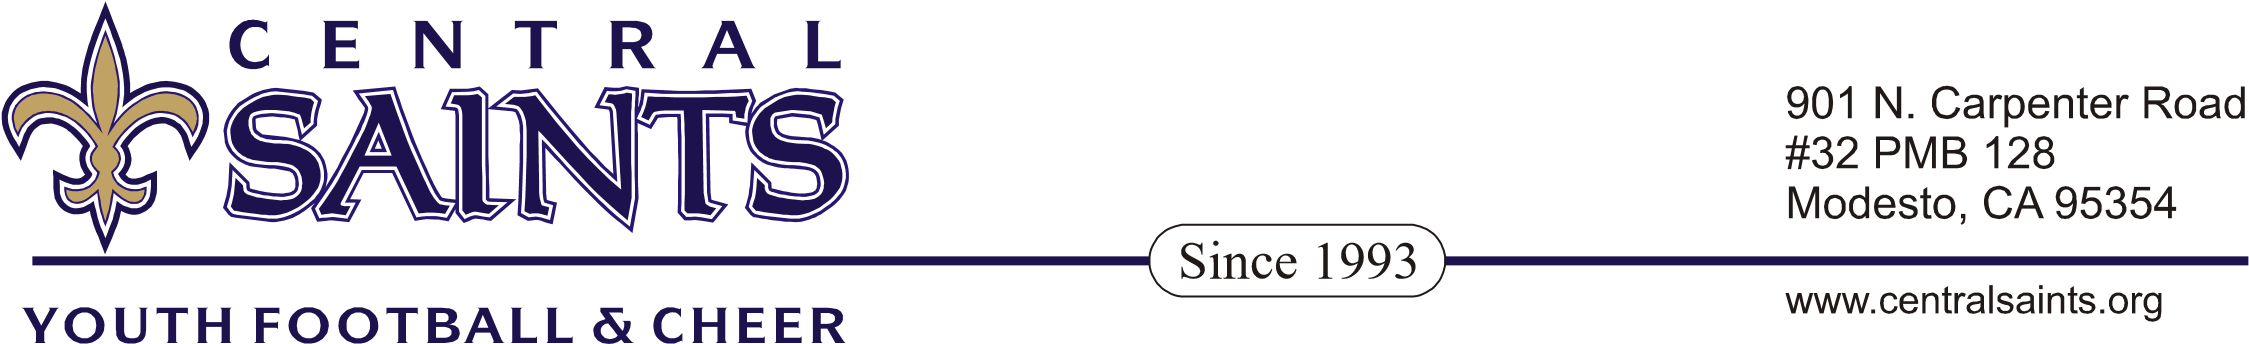 CENTRAL
SAINTS
YOUTH FOOTBALL & CHEER
Since 1993
901 N. Carpenter Road
#32 PMB 128
Modesto, CA 95354
www.centralsaints.org